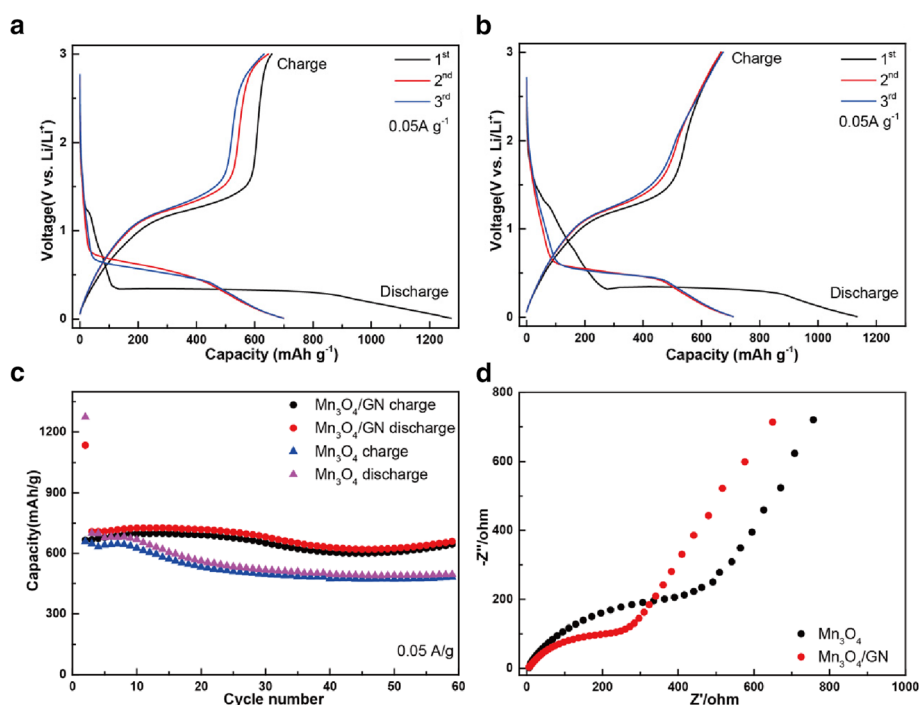 a
3
2
1
0
Voltage(V vs. Li/Li⁺)
0 200 400 600 800 1000 1200
Capacity (mAh g⁻¹)
Charge
1ˢᵗ
2ⁿᵈ
3ʳᵈ
0.05A g⁻¹
Discharge
b
3
2
1
0
Voltage(V vs. Li/Li⁺)
0 200 400 600 800 1000 1200
Capacity (mAh g⁻¹)
Charge
1ˢᵗ
2ⁿᵈ
3ʳᵈ
0.05A g⁻¹
Discharge
c
1200
900
600
300
0
Capacity(mAh/g)
0 10 20 30 40 50 60
Cycle number
Mn₃O₄/GN charge
Mn₃O₄/GN discharge
Mn₃O₄ charge
Mn₃O₄ discharge
0.05 A/g
d
800
600
400
200
0
-Z''/ohm
0 200 400 600 800 1000
Z'/ohm
Mn₃O₄
Mn₃O₄/GN